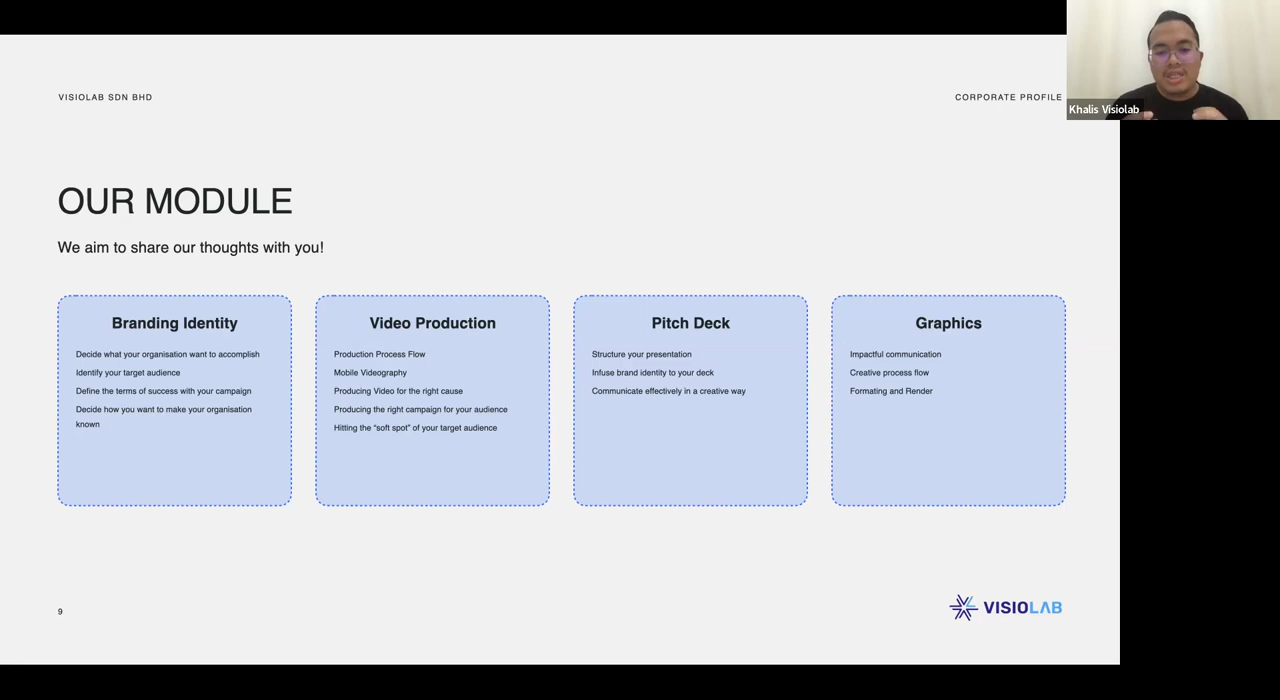 VISIOLAB SDN BHD
CORPORATE PROFILE
Khalis Visiolab
OUR MODULE
We aim to share our thoughts with you!
Branding Identity
Decide what your organisation want to accomplish
Identify your target audience
Define the terms of success with your campaign
Decide how you want to make your organisation
known
Video Production
Production Process Flow
Mobile Videography
Producing Video for the right cause
Producing the right campaign for your audience
Hitting the “soft spot” of your target audience
Pitch Deck
Structure your presentation
Infuse brand identity to your deck
Communicate effectively in a creative way
Graphics
Impactful communication
Creative process flow
Formating and Render
9
VISIOLAB